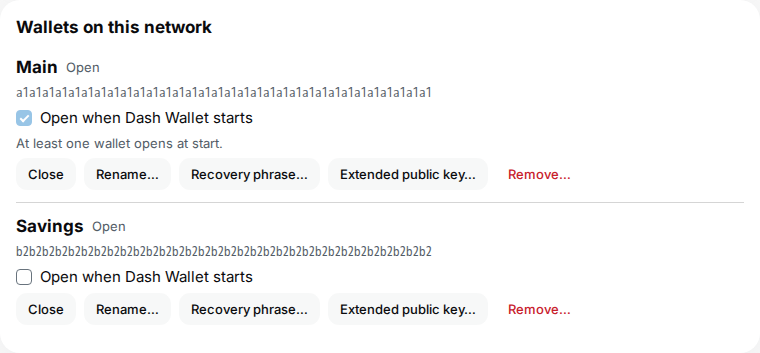 Wallets on this network
Main Open
a1a1a1a1a1a1a1a1a1a1a1a1a1a1a1a1a1a1a1a1a1a1a1a1a1a1a1a1a1a1a1a1
Open when Dash Wallet starts
At least one wallet opens at start.
Close Rename... Recovery phrase... Extended public key... Remove...
Savings Open
b2b2b2b2b2b2b2b2b2b2b2b2b2b2b2b2b2b2b2b2b2b2b2b2b2b2b2b2b2b2b2b2
Open when Dash Wallet starts
Close Rename... Recovery phrase... Extended public key... Remove...